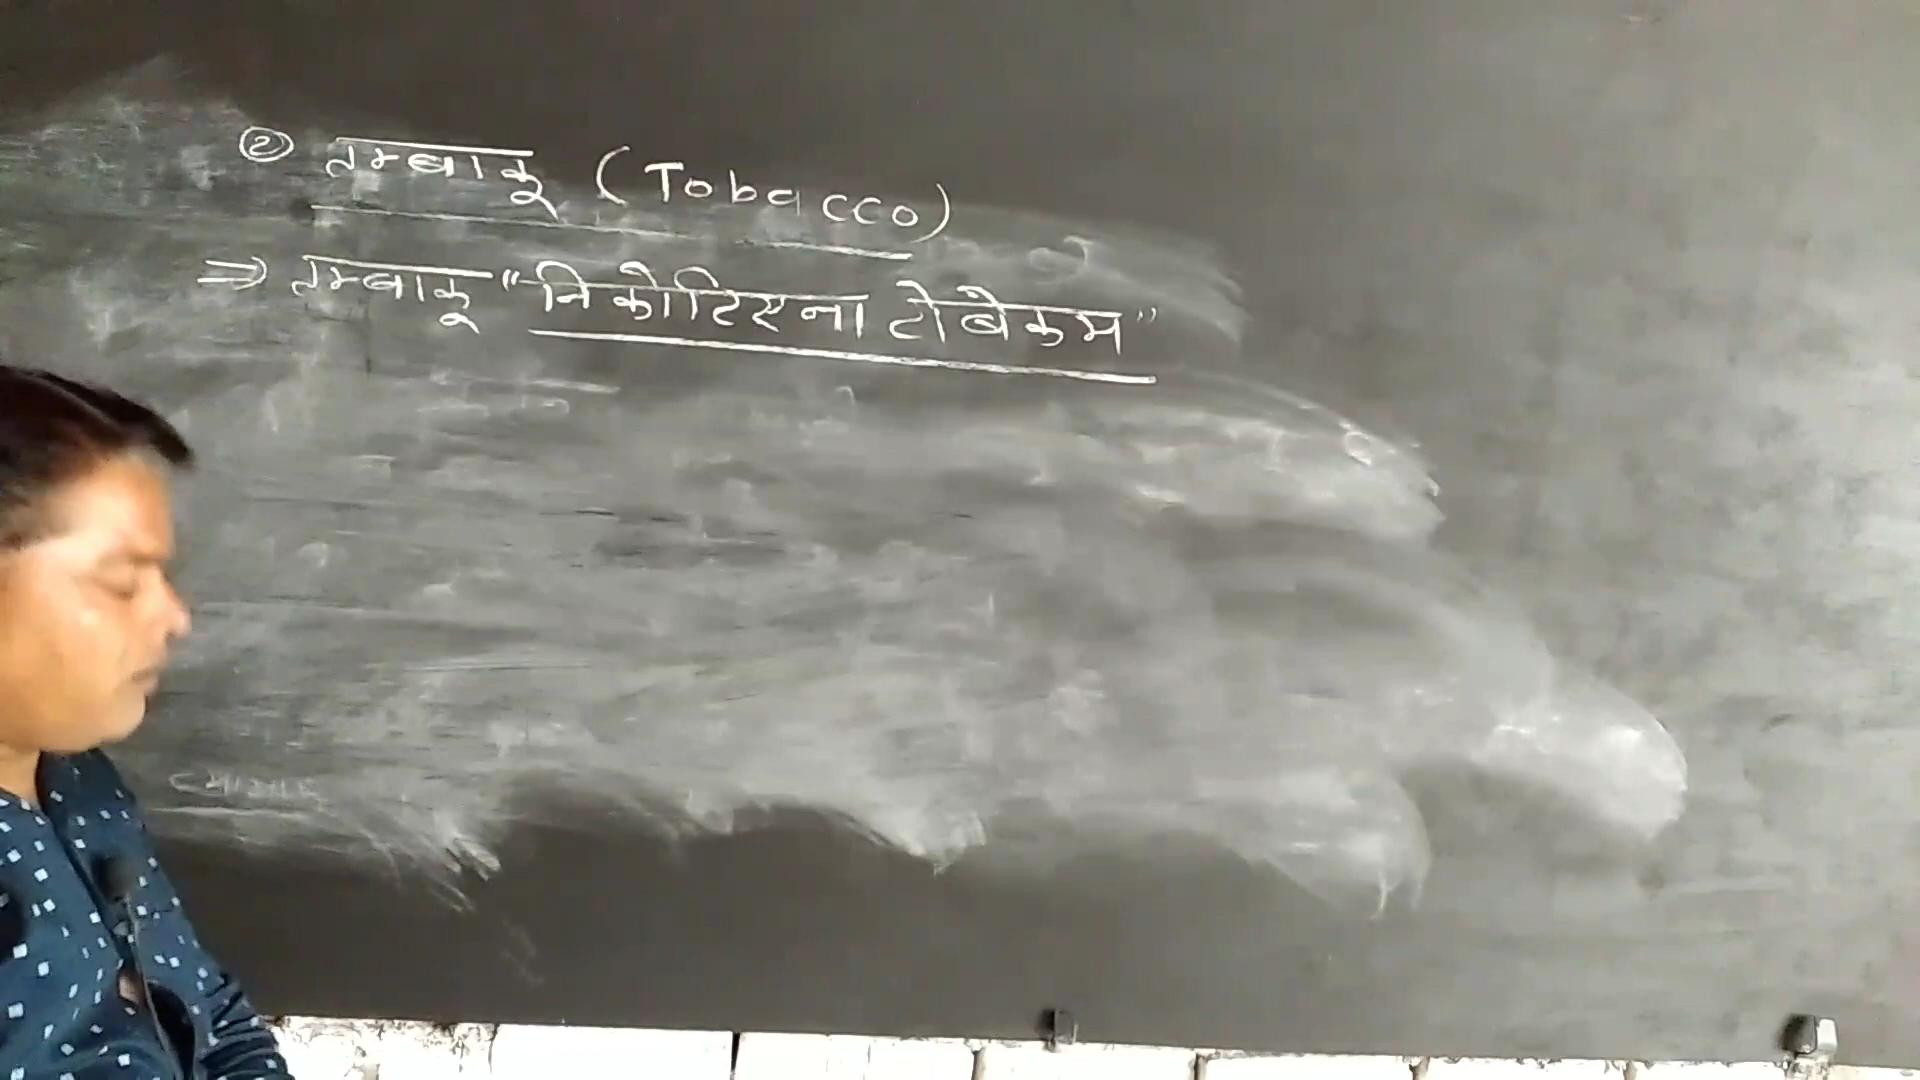 ② तम्बाकू (Tobacco)
⇒ तम्बाकू "निकोटिएना टोबैकम"